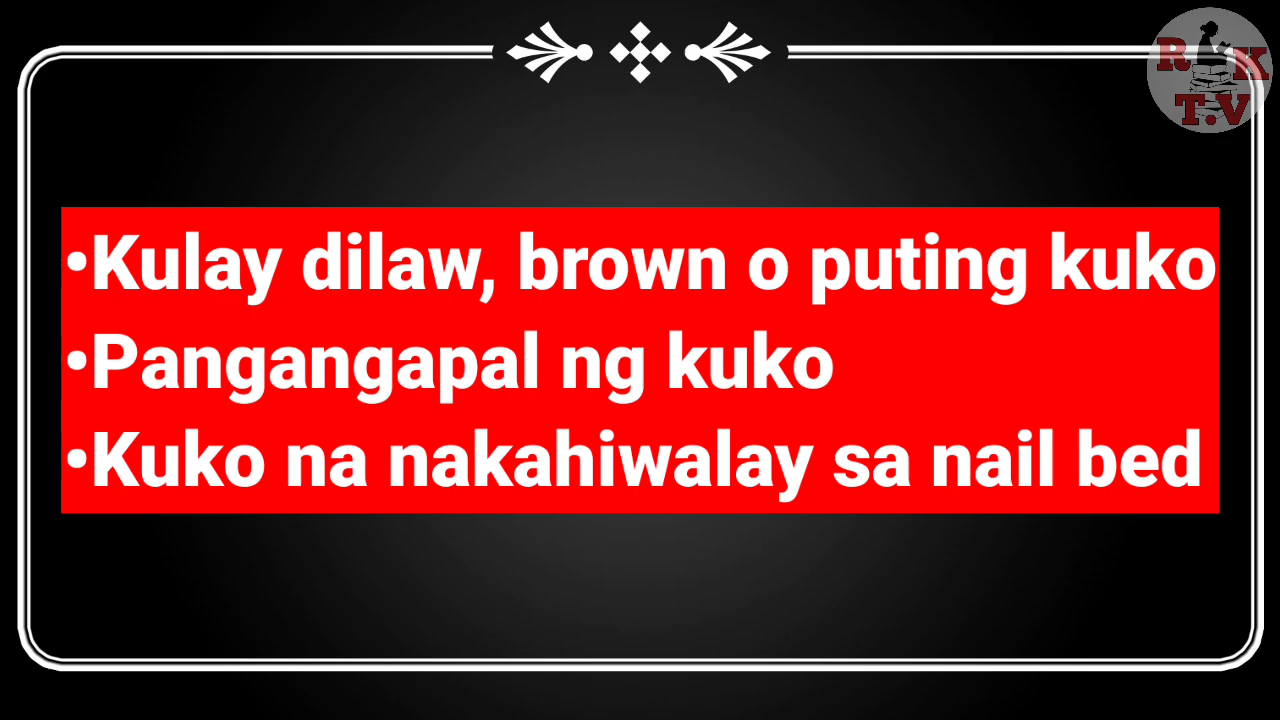 R K
T.V
•Kulay dilaw, brown o puting kuko
•Pangangapal ng kuko
•Kuko na nakahiwalay sa nail bed